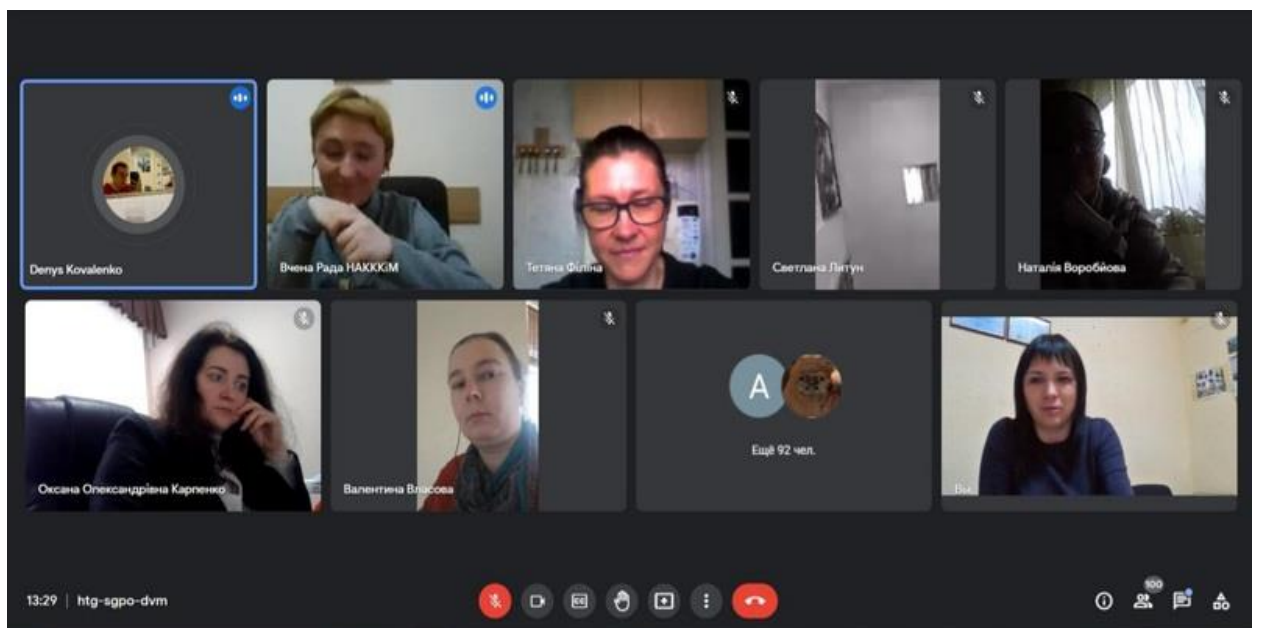 Denys Kovalenko
Вчена Рада НАКККіМ
Тетяна Філіна
Светлана Литун
Наталія Воробйова
Оксана Олександрівна Карпенко
Валентина Власова
A
Ещё 92 чел.
Вы
13:29 | htg-sgpo-dvm
CC
100